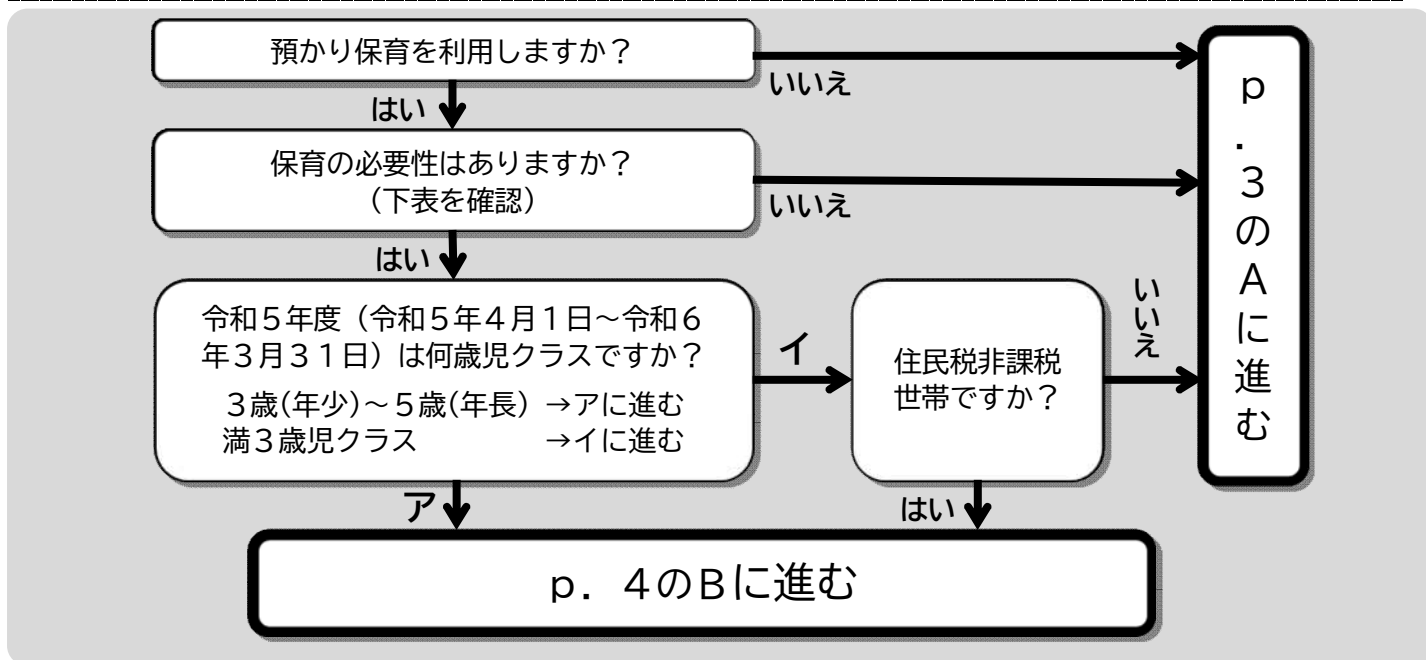 預かり保育を利用しますか？
いいえ
はい
保育の必要性はありますか？
（下表を確認）
いいえ
はい
令和５年度（令和５年４月１日～令和６
年３月３１日）は何歳児クラスですか？
３歳(年少)～５歳(年長) →アに進む
満３歳児クラス →イに進む
イ
住民税非課税
世帯ですか？
いいえ
ｐ．３のＡに進む
ア
はい
ｐ．４のＢに進む